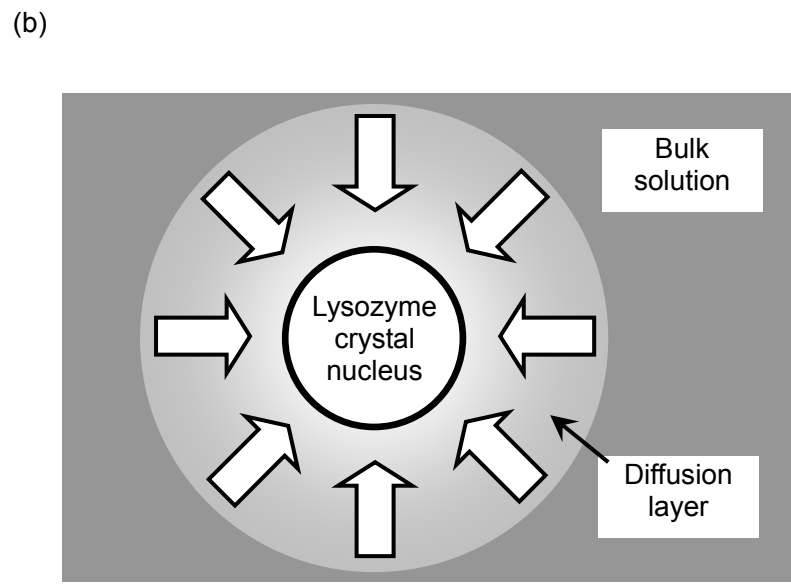 (b)
Bulk
solution
Lysozyme
crystal
nucleus
Diffusion
layer